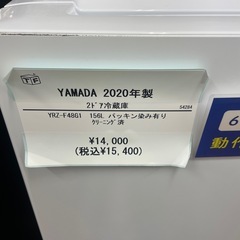 TF
YAMADA 2020年製
2ドア冷蔵庫
54284
YRZ-F48G1 156L パッキン染み有り
クリーニング済
¥14,000
(税込¥15,400)
6
動作